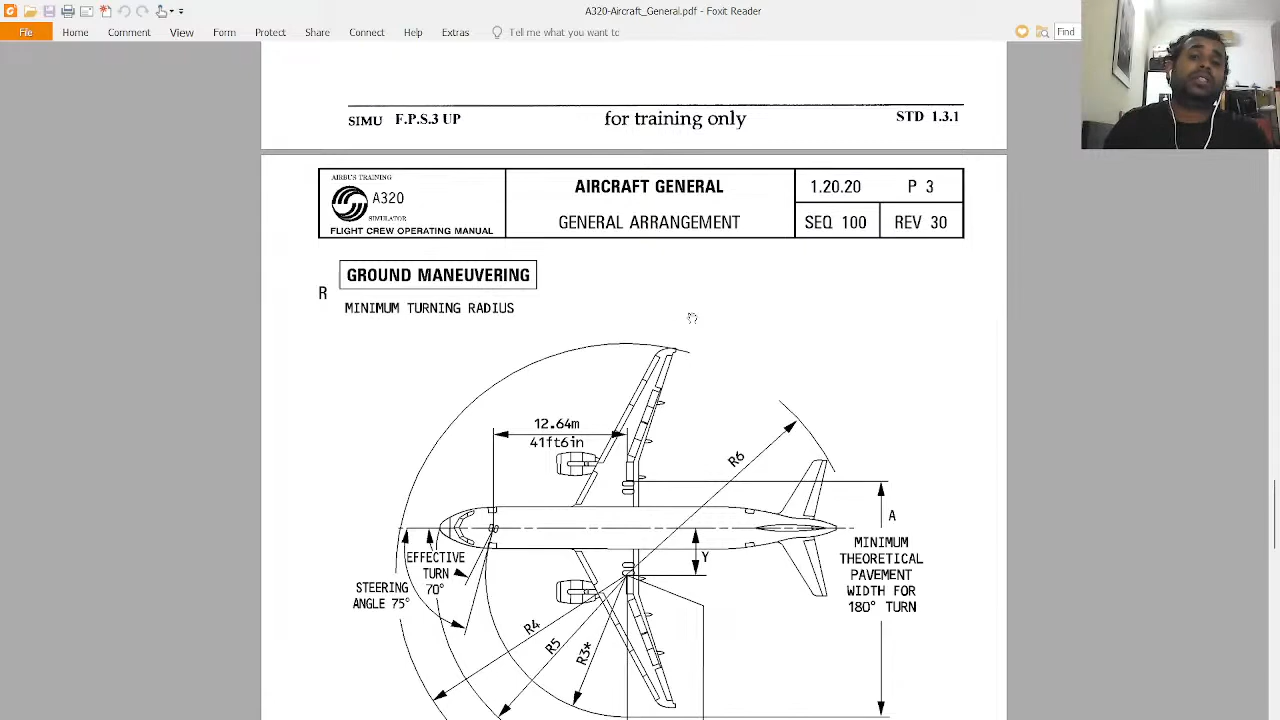 A320-Aircraft_General.pdf - Foxit Reader
File Home Comment View Form Protect Share Connect Help Extras Tell me what you want to Find
SIMU F.P.S.3 UP for training only STD 1.3.1
AIRBUS TRAINING
A320
SIMULATOR
FLIGHT CREW OPERATING MANUAL
AIRCRAFT GENERAL
GENERAL ARRANGEMENT
1.20.20 P 3
SEQ 100 REV 30
GROUND MANEUVERING
R
MINIMUM TURNING RADIUS
12.64m
41ft6in
R6
A
Y
EFFECTIVE
TURN
70°
STEERING
ANGLE 75°
MINIMUM
THEORETICAL
PAVEMENT
WIDTH FOR
180° TURN
R4
R5
R3*